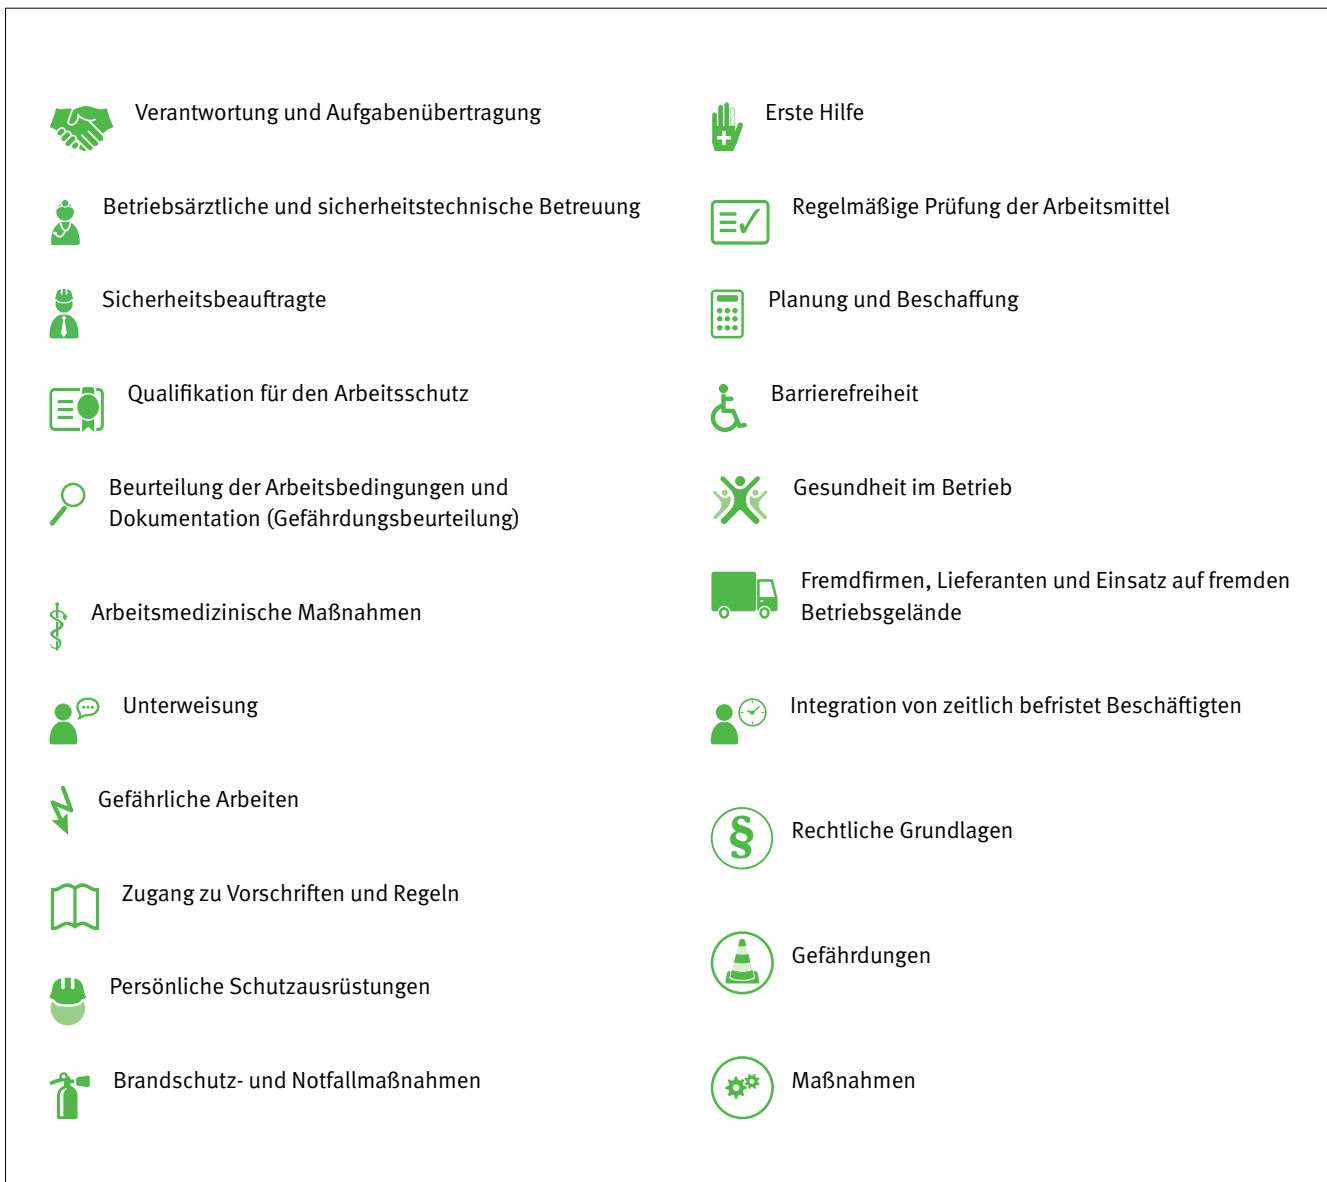 Verantwortung und Aufgabenübertragung
Betriebsärztliche und sicherheitstechnische Betreuung
Sicherheitsbeauftragte
Qualifikation für den Arbeitsschutz
Beurteilung der Arbeitsbedingungen und
Dokumentation (Gefährdungsbeurteilung)
Arbeitsmedizinische Maßnahmen
Unterweisung
Gefährliche Arbeiten
Zugang zu Vorschriften und Regeln
Persönliche Schutzausrüstungen
Brandschutz- und Notfallmaßnahmen
Erste Hilfe
Regelmäßige Prüfung der Arbeitsmittel
Planung und Beschaffung
Barrierefreiheit
Gesundheit im Betrieb
Fremdfirmen, Lieferanten und Einsatz auf fremden
Betriebsgelände
Integration von zeitlich befristet Beschäftigten
§
Rechtliche Grundlagen
Gefährdungen
Maßnahmen